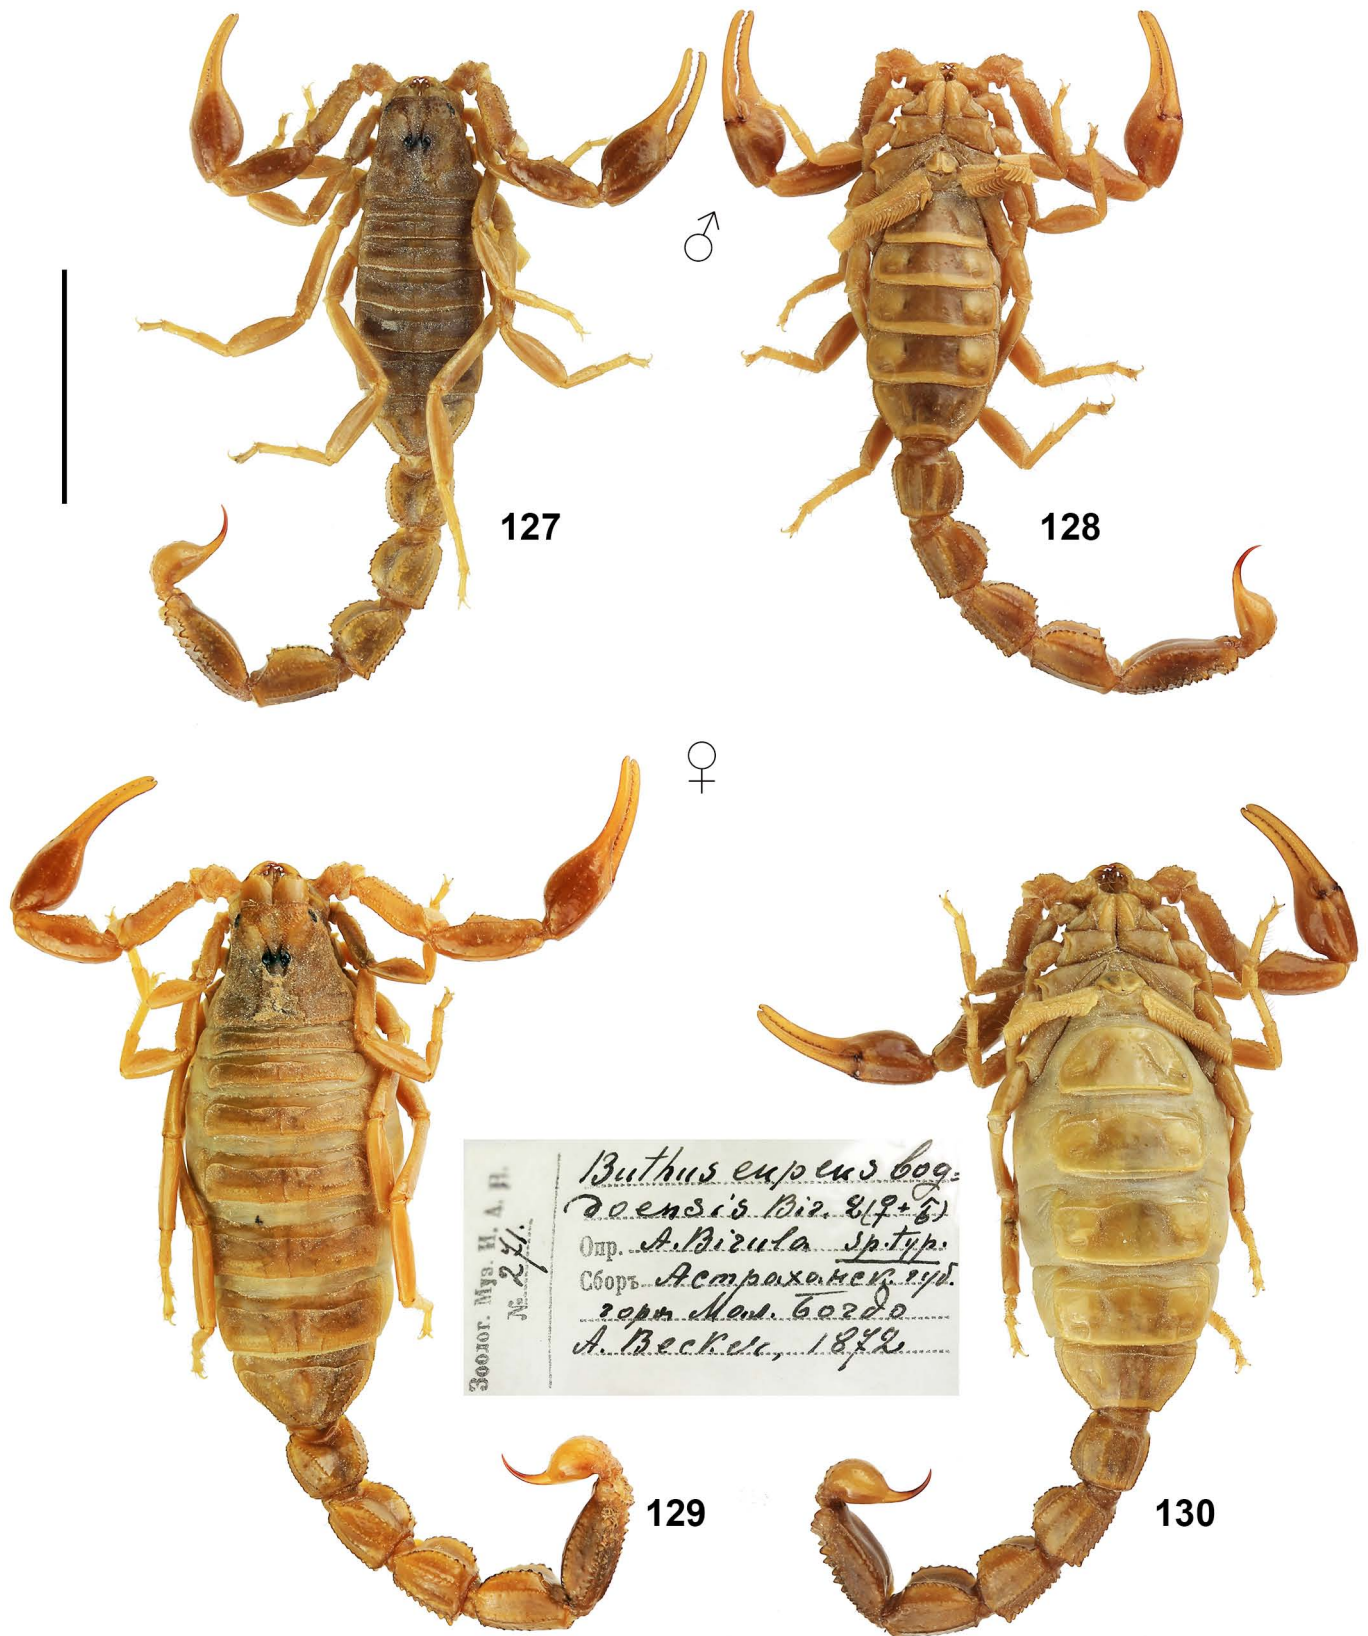 ♂
127
128
♀
Зоолог. Муз. И. А. Н.
№ 271.
Buthus eupeus bog=
doensis Bir. 2(♀+♂)
Опр. A. Birula sp. typ.
Сборъ Астраханск. губ.
гора Мал. Богдо
A. Becker, 1872
129
130